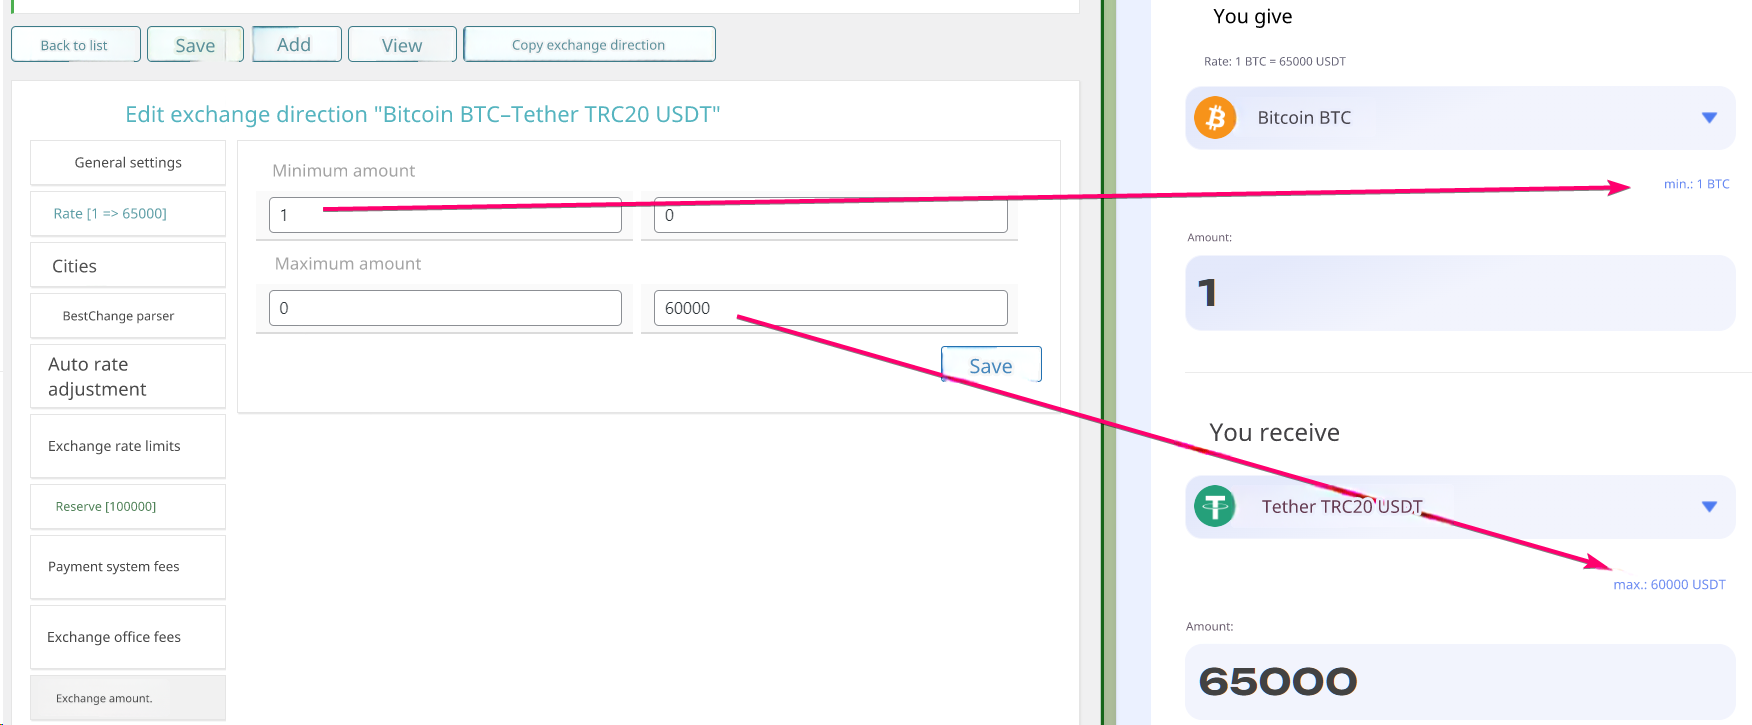 Back to list
Save
Add
View
Copy exchange direction
Edit exchange direction "Bitcoin BTC–Tether TRC20 USDT"
General settings
Rate [1 => 65000]
Cities
BestChange parser
Auto rate
adjustment
Exchange rate limits
Reserve [100000]
Payment system fees
Exchange office fees
Exchange amount.
Minimum amount
1
0
Maximum amount
0
60000
Save
You give
Rate: 1 BTC = 65000 USDT
Bitcoin BTC
min.: 1 BTC
Amount:
1
You receive
Tether TRC20 USDT
max.: 60000 USDT
Amount:
65000